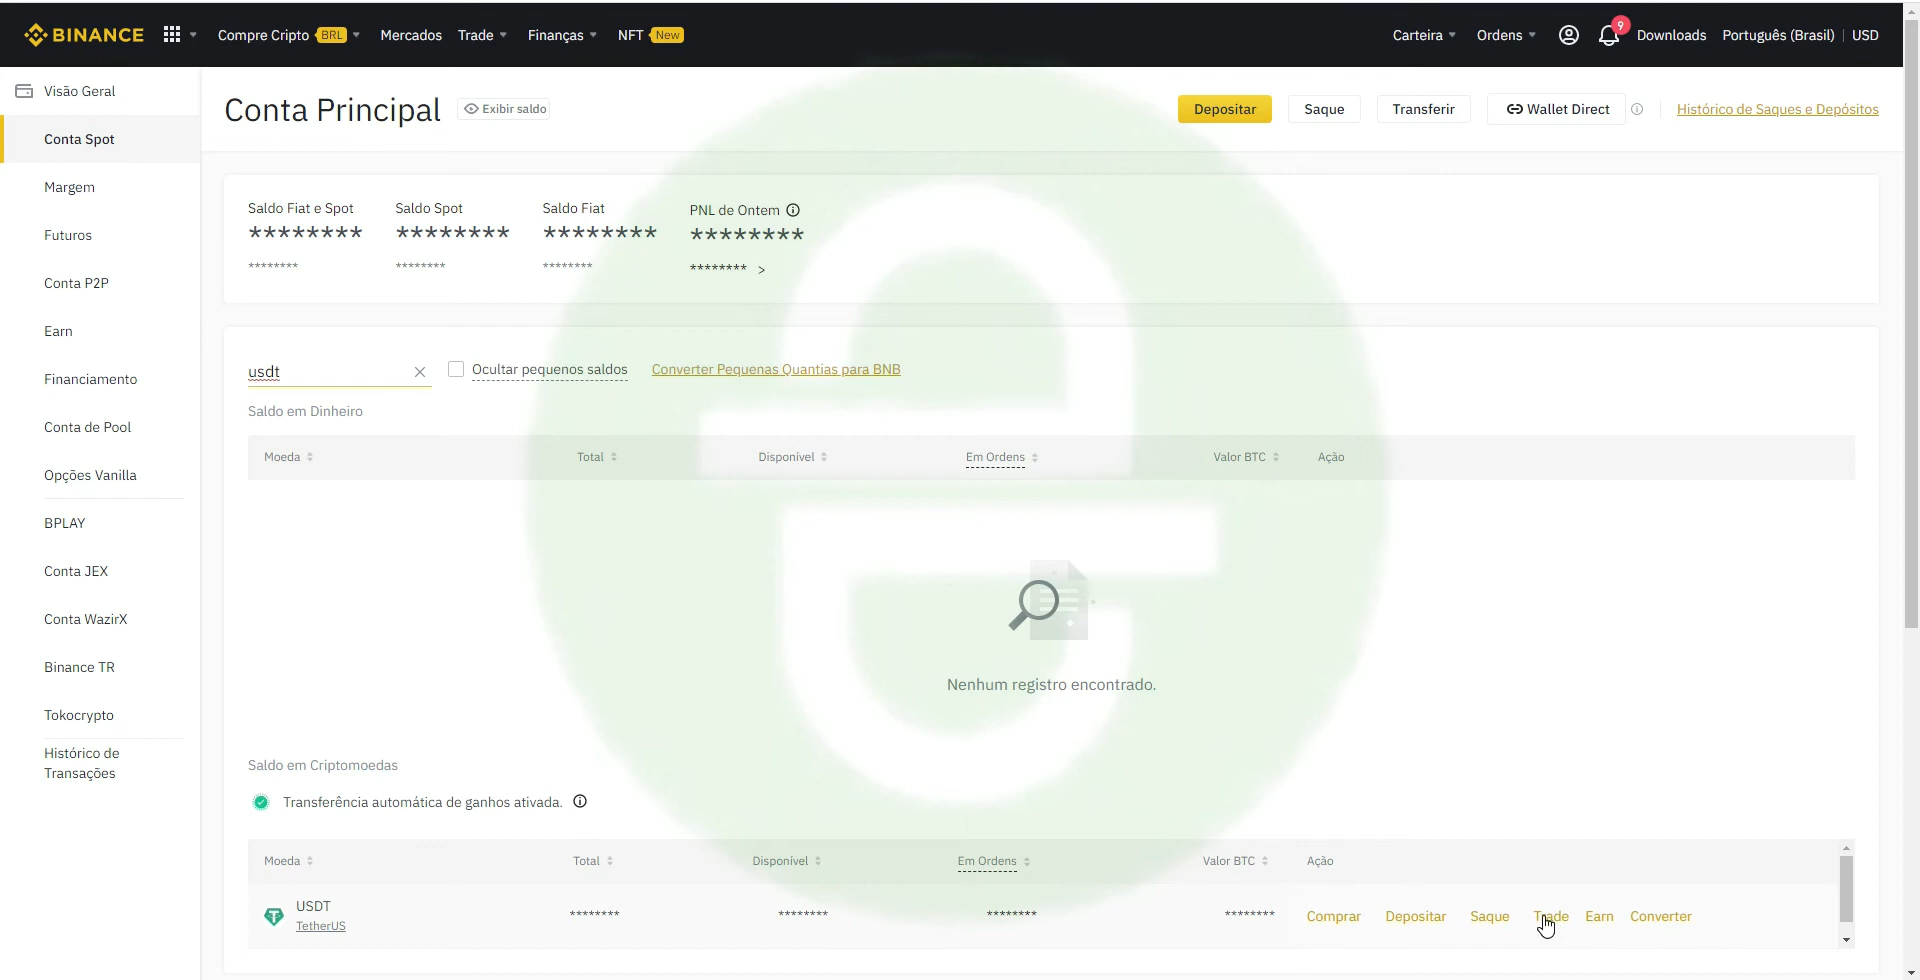 BINANCE Compre Cripto BRL Mercados Trade Finanças NFT New Carteira Ordens 9 Downloads Português (Brasil) USD
Visão Geral
Conta Spot
Margem
Futuros
Conta P2P
Earn
Financiamento
Conta de Pool
Opções Vanilla
BPLAY
Conta JEX
Conta WazirX
Binance TR
Tokocrypto
Histórico de
Transações
Conta Principal Exibir saldo Depositar Saque Transferir Wallet Direct Histórico de Saques e Depósitos
Saldo Fiat e Spot Saldo Spot Saldo Fiat PNL de Ontem
******** ******** ******** ********
******** ******** ******** ******** >
usdt Ocultar pequenos saldos Converter Pequenas Quantias para BNB
Saldo em Dinheiro
Moeda Total Disponível Em Ordens Valor BTC Ação
Nenhum registro encontrado.
Saldo em Criptomoedas
Transferência automática de ganhos ativada.
Moeda Total Disponível Em Ordens Valor BTC Ação
USDT
TetherUS
******** ******** ******** ******** Comprar Depositar Saque Trade Earn Converter